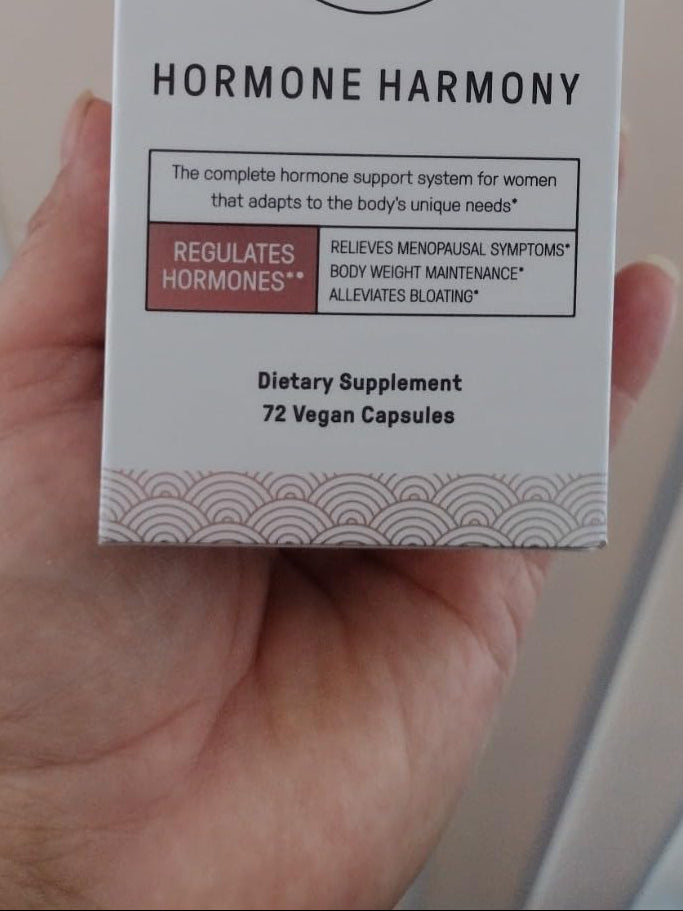 HORMONE HARMONY
The complete hormone support system for women
that adapts to the body's unique needs*
REGULATES
HORMONES**
RELIEVES MENOPAUSAL SYMPTOMS*
BODY WEIGHT MAINTENANCE*
ALLEVIATES BLOATING*
Dietary Supplement
72 Vegan Capsules